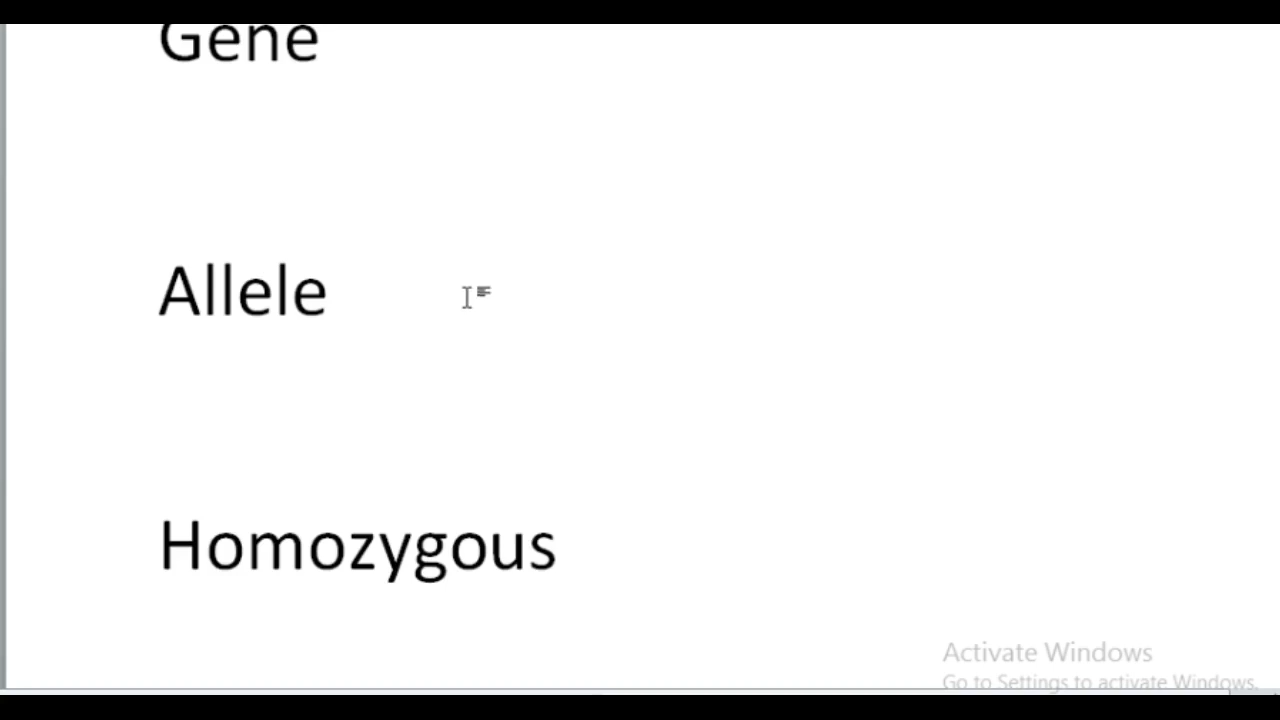 Gene
Allele
Homozygous
Activate Windows
Go to Settings to activate Windows.